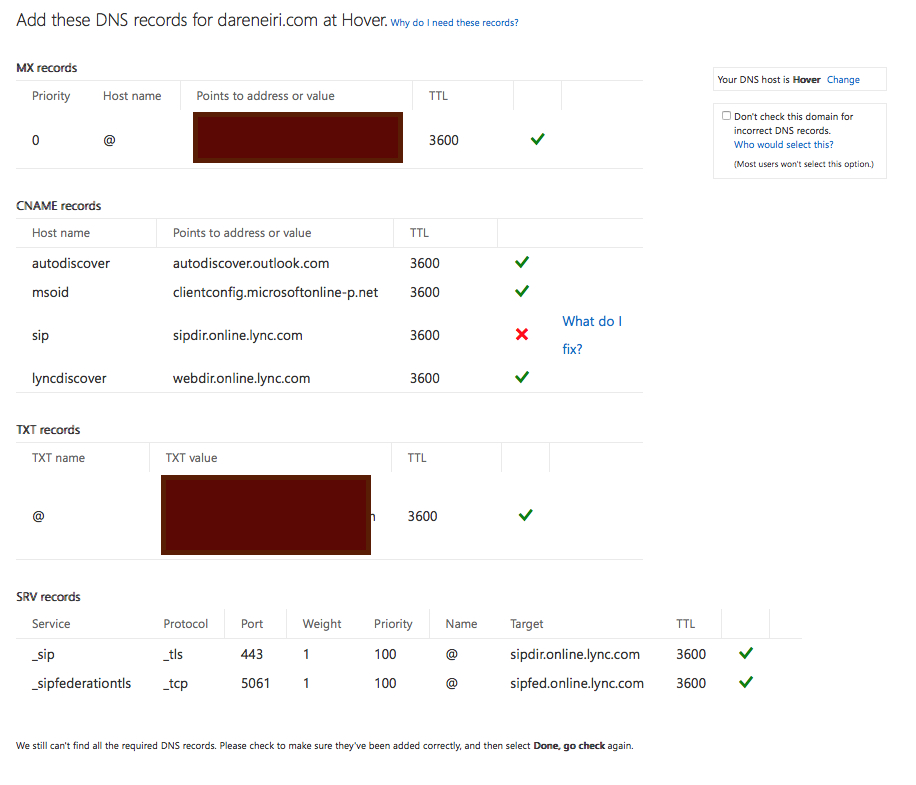 Add these DNS records for dareneiri.com at Hover. Why do I need these records?
MX records
Priority Host name Points to address or value TTL
0 @ 3600
Your DNS host is Hover Change
Don't check this domain for
incorrect DNS records.
Who would select this?
(Most users won't select this option.)
CNAME records
Host name Points to address or value TTL
autodiscover autodiscover.outlook.com 3600
msoid clientconfig.microsoftonline-p.net 3600
sip sipdir.online.lync.com 3600 What do I
fix?
lyncdiscover webdir.online.lync.com 3600
TXT records
TXT name TXT value TTL
@ 3600
SRV records
Service Protocol Port Weight Priority Name Target TTL
_sip _tls 443 1 100 @ sipdir.online.lync.com 3600
_sipfederationtls _tcp 5061 1 100 @ sipfed.online.lync.com 3600
We still can't find all the required DNS records. Please check to make sure they've been added correctly, and then select Done, go check again.